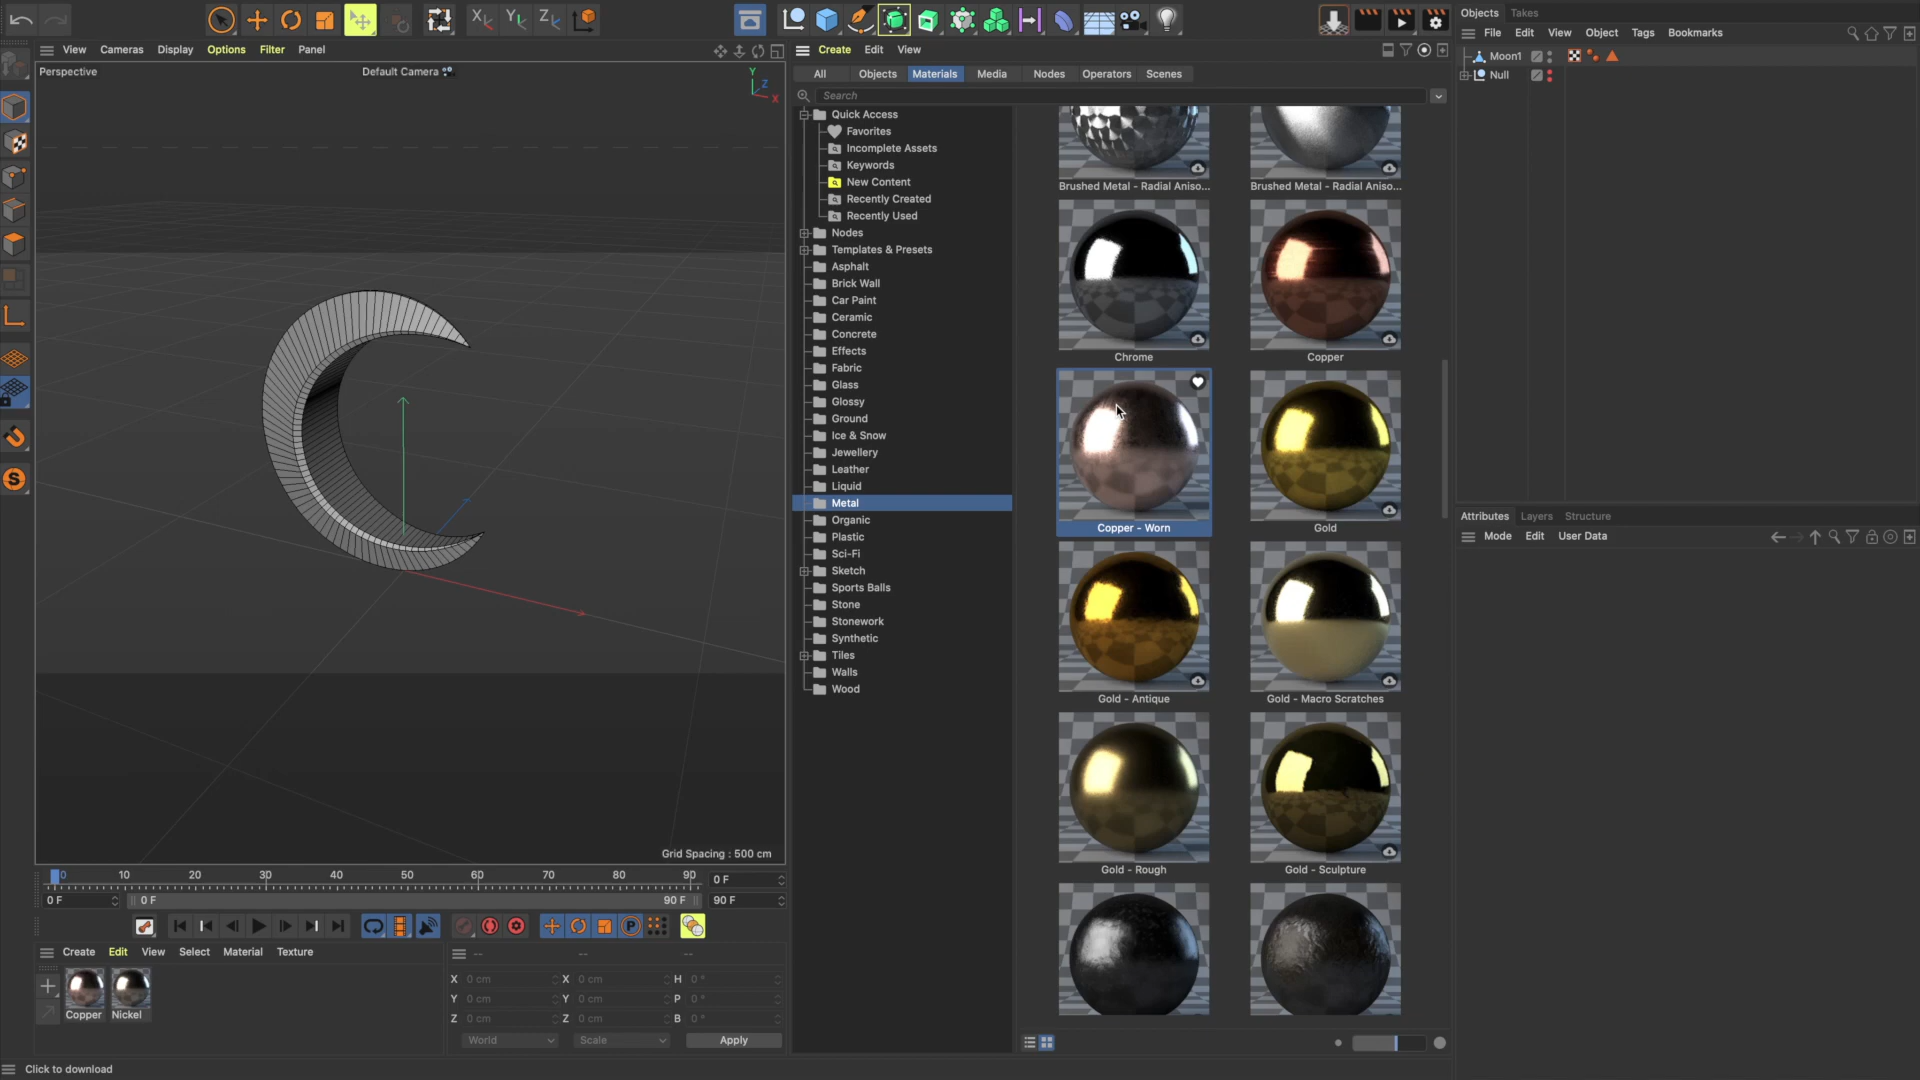 View Cameras Display Options Filter Panel
Perspective
Default Camera
Y
Z
X
Grid Spacing : 500 cm
Create Edit View
All Objects Materials Media Nodes Operators Scenes
Search
Quick Access
Favorites
Incomplete Assets
Keywords
New Content
Recently Created
Recently Used
Nodes
Templates & Presets
Asphalt
Brick Wall
Car Paint
Ceramic
Concrete
Effects
Fabric
Glass
Glossy
Ground
Ice & Snow
Jewellery
Leather
Liquid
Metal
Organic
Plastic
Sci-Fi
Sketch
Sports Balls
Stone
Stonework
Synthetic
Tiles
Walls
Wood
Brushed Metal - Radial Aniso... Brushed Metal - Radial Aniso...
Chrome Copper
Copper - Worn Gold
Gold - Antique Gold - Macro Scratches
Gold - Rough Gold - Sculpture
Objects Takes
File Edit View Object Tags Bookmarks
Moon1
Null
Attributes Layers Structure
Mode Edit User Data
0 10 20 30 40 50 60 70 80 90 0 F
0 F 0 F 90 F 90 F
Create Edit View Select Material Texture
Copper Nickel
-- -- --
X 0 cm X 0 cm H 0 °
Y 0 cm Y 0 cm P 0 °
Z 0 cm Z 0 cm B 0 °
World Scale Apply
Click to download